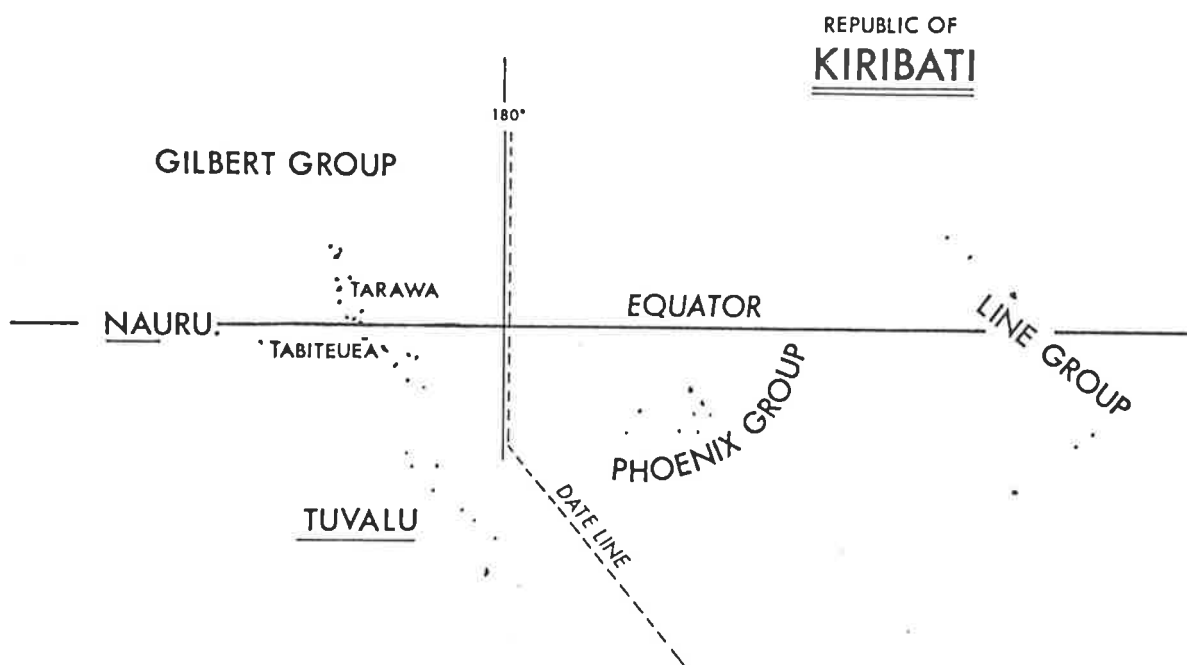 REPUBLIC OF
KIRIBATI
180°
GILBERT GROUP
TARAWA
EQUATOR
NAURU
TABITEUEA
LINE GROUP
PHOENIX GROUP
DATE LINE
TUVALU